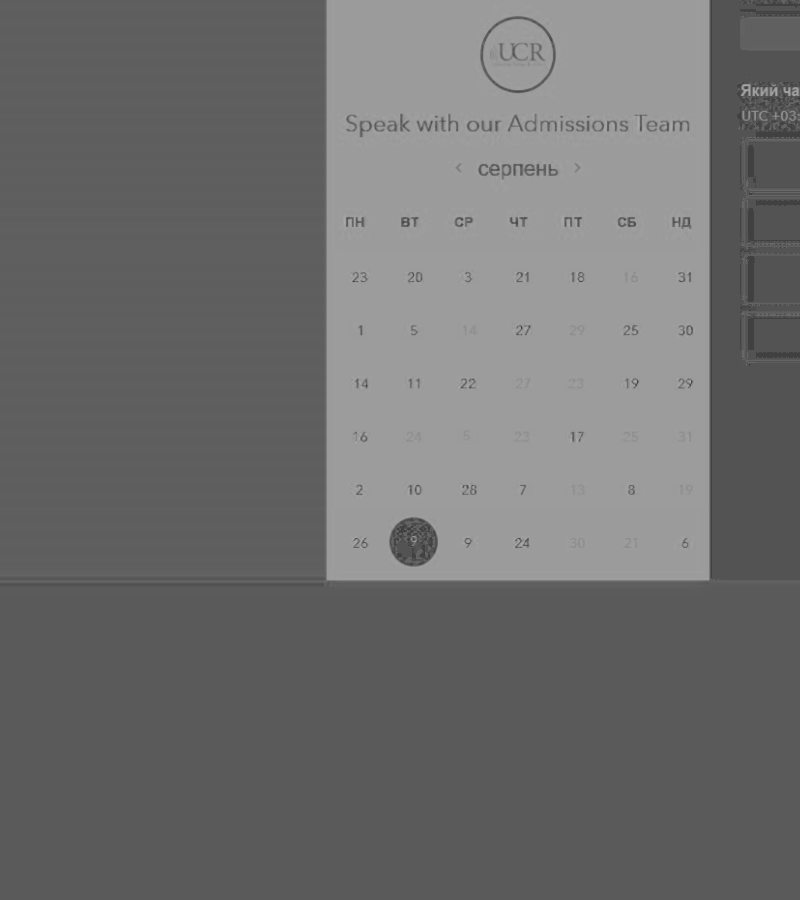 UCR
Speak with our Admissions Team
< серпень >
ПН ВТ СР ЧТ ПТ СБ НД
23 20 3 21 18 16 31
1 5 14 27 29 25 30
14 11 22 27 23 19 29
16 24 5 23 17 25 31
2 10 28 7 13 8 19
26 9 9 24 30 21 6
Який ча
UTC +03: